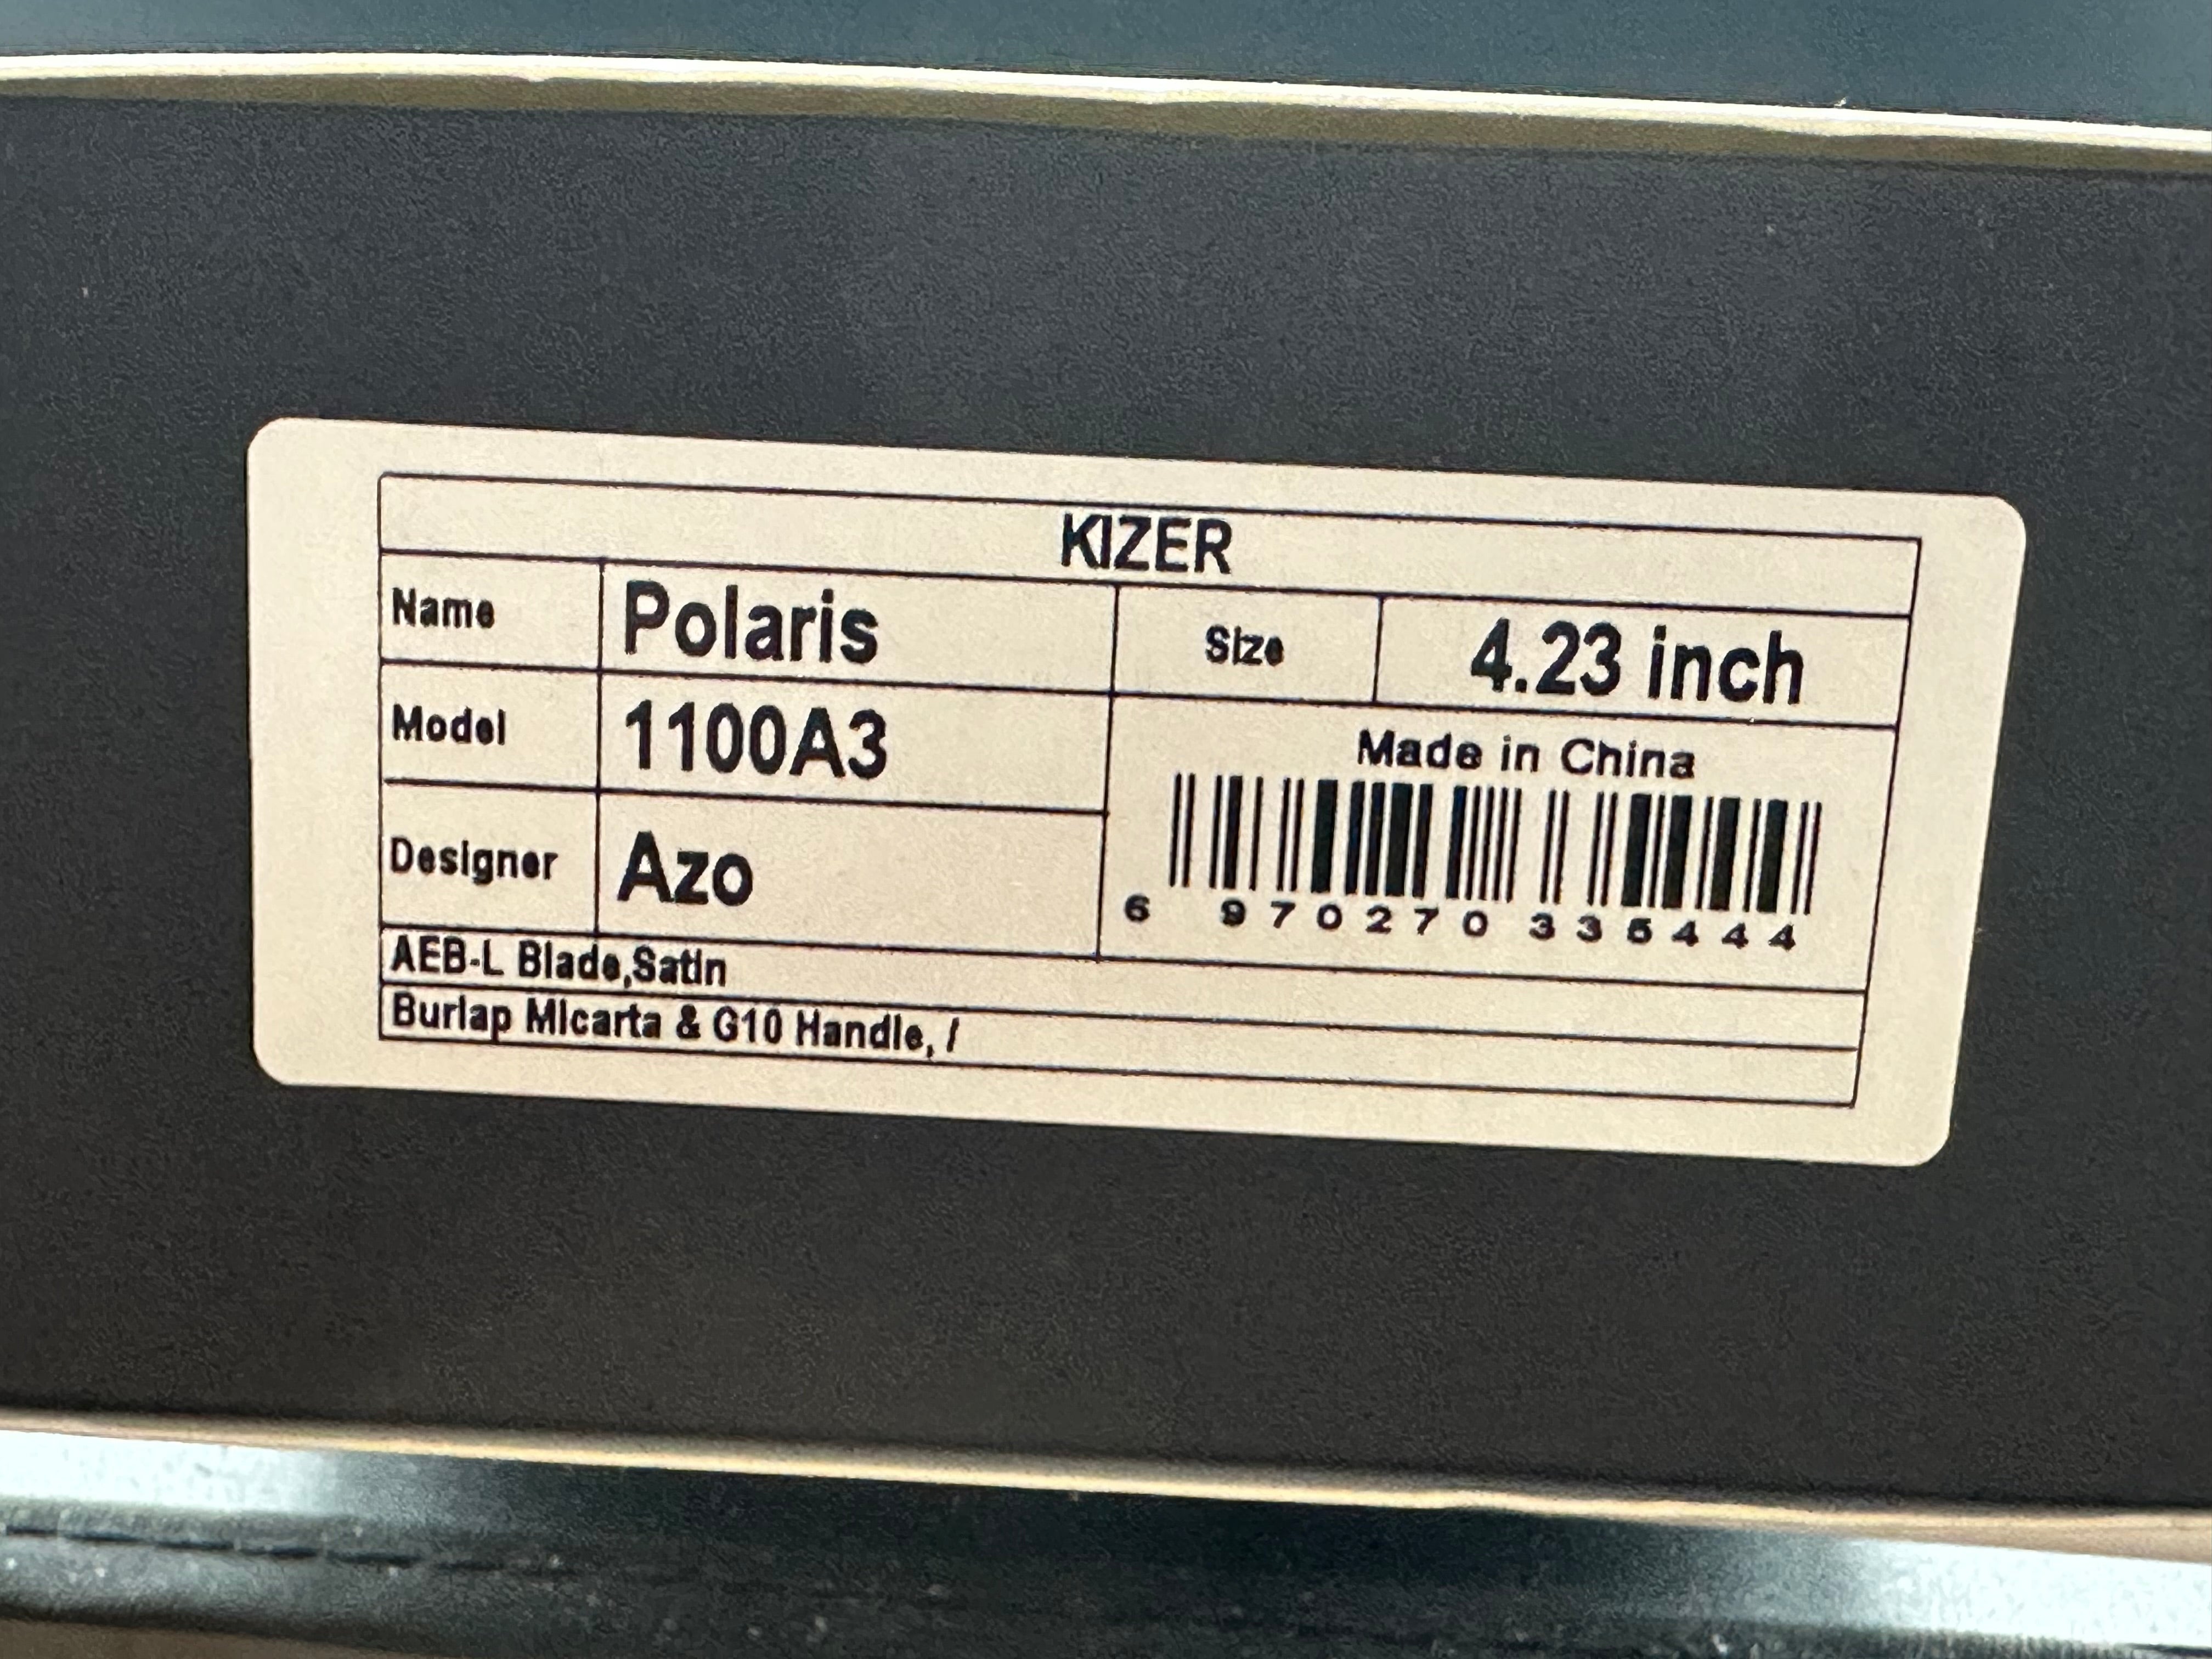 KIZER
Name Polaris Size 4.23 inch
Model 1100A3
Made in China
Designer Azo
6 970270 335444
AEB-L Blade,Satin
Burlap Micarta & G10 Handle, /